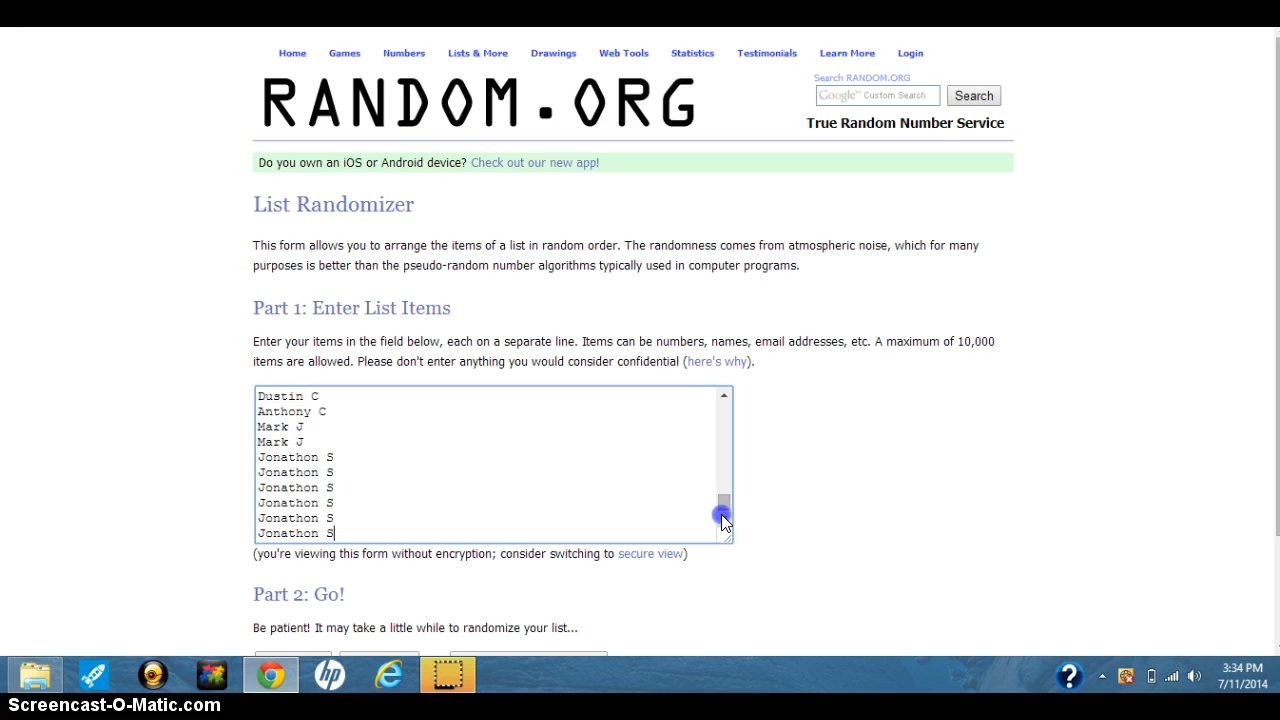 Home Games Numbers Lists & More Drawings Web Tools Statistics Testimonials Learn More Login
RANDOM.ORG
Search RANDOM.ORG
Google™ Custom Search Search
True Random Number Service
Do you own an iOS or Android device? Check out our new app!
List Randomizer
This form allows you to arrange the items of a list in random order. The randomness comes from atmospheric noise, which for many
purposes is better than the pseudo-random number algorithms typically used in computer programs.
Part 1: Enter List Items
Enter your items in the field below, each on a separate line. Items can be numbers, names, email addresses, etc. A maximum of 10,000
items are allowed. Please don't enter anything you would consider confidential (here's why).
Dustin C
Anthony C
Mark J
Mark J
Jonathon S
Jonathon S
Jonathon S
Jonathon S
Jonathon S
Jonathon S
(you're viewing this form without encryption; consider switching to secure view)
Part 2: Go!
Be patient! It may take a little while to randomize your list...
hp
?
3:34 PM
7/11/2014
Screencast-O-Matic.com